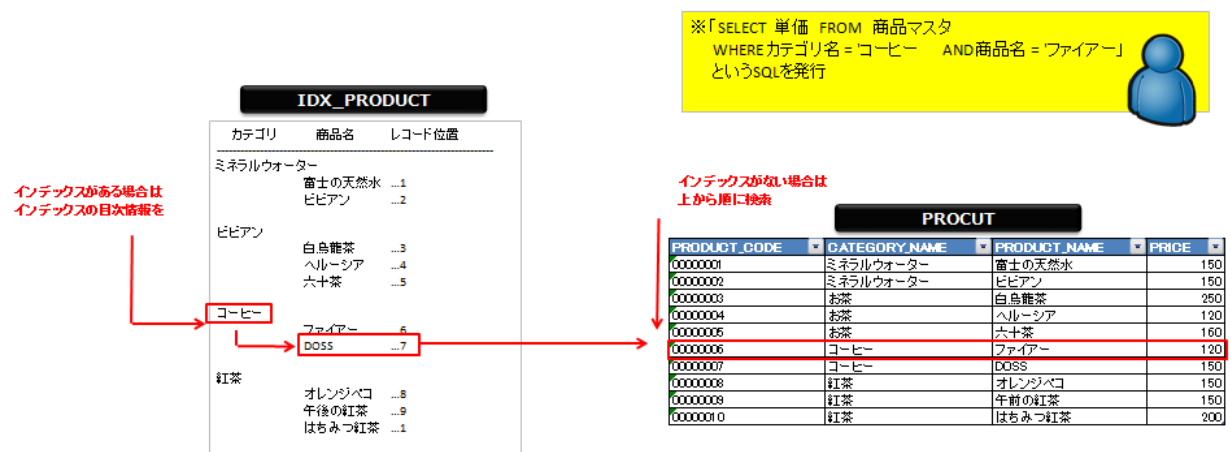 ※「SELECT 単価 FROM 商品マスタ
WHEREカテゴリ名 = 'コーヒー AND商品名 = 'ファイアー」
というSQLを発行
IDX_PRODUCT
カテゴリ 商品名 レコード位置
ミネラルウォーター
富士の天然水 ...1
ビビアン ...2
ビビアン
白烏龍茶 ...3
ヘルーシア ...4
六十茶 ...5
コーヒー
ファイアー 6
DOSS ...7
紅茶
オレンジペコ ...8
午後の紅茶 ...9
はちみつ紅茶 ...1
インデックスがある場合は
インデックスの目次情報を
インデックスがない場合は
上から順に検索
PROCUT
PRODUCT_CODE CATEGORY_NAME PRODUCT_NAME PRICE
00000001 ミネラルウォーター 富士の天然水 150
00000002 ミネラルウォーター ビビアン 150
00000003 お茶 白烏龍茶 250
00000004 お茶 ヘルーシア 120
00000005 お茶 六十茶 160
00000006 コーヒー ファイアー 120
00000007 コーヒー DOSS 150
00000008 紅茶 オレンジペコ 150
00000009 紅茶 午前の紅茶 150
00000010 紅茶 はちみつ紅茶 200